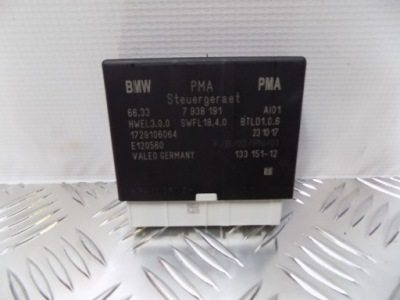 BMW PMA PMA
Steuergeraet
66.33 7 938 191 AI01
HWEL3.0.0 SWFL18.4.0 BTLD1.0.6
1729106064 231017
E120560
VALEO GERMANY 133 151-12